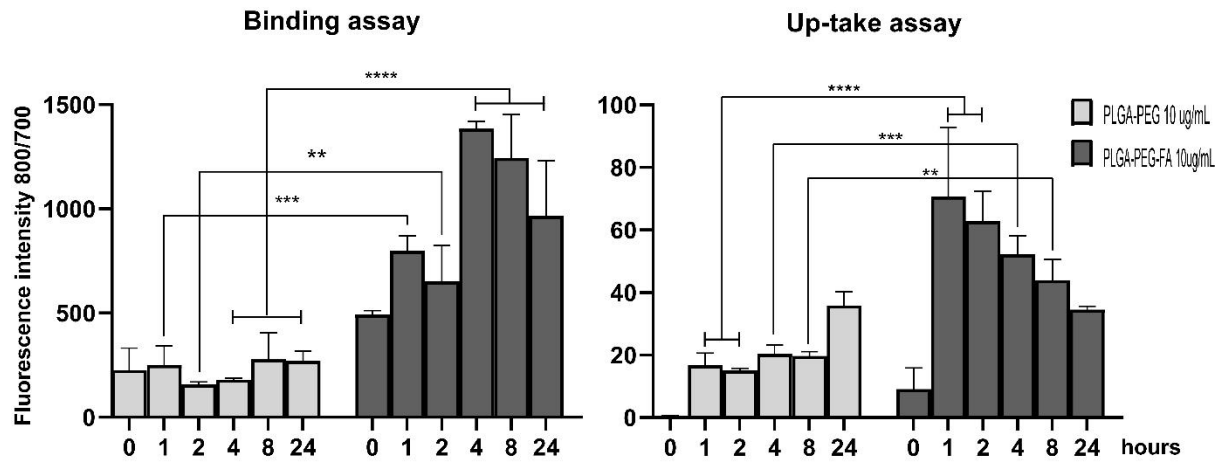 Binding assay
Up-take assay
Fluorescence intensity 800/700
1500
1000
500
0
****
**
***
0 1 2 4 8 24
0 1 2 4 8 24
100
80
60
40
20
0
****
***
**
0 1 2 4 8 24
0 1 2 4 8 24
hours
PLGA-PEG 10 ug/mL
PLGA-PEG-FA 10ug/mL